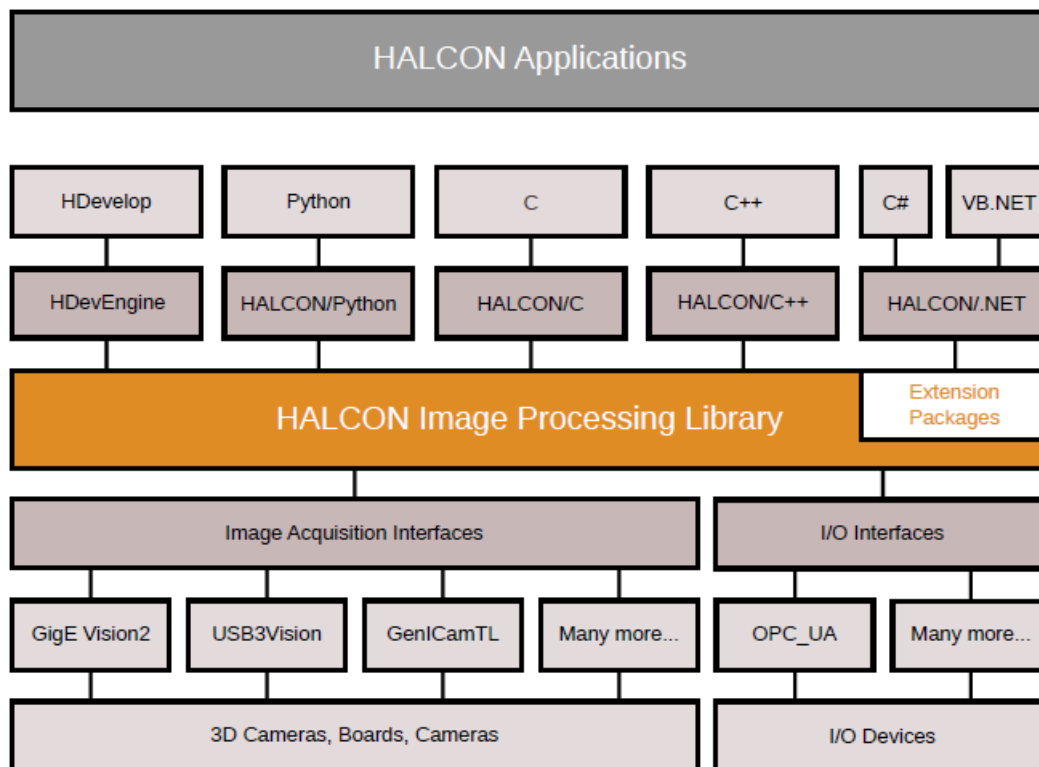 HALCON Applications
HDevelop
Python
C
C++
C#
VB.NET
HDevEngine
HALCON/Python
HALCON/C
HALCON/C++
HALCON/.NET
HALCON Image Processing Library
Extension
Packages
Image Acquisition Interfaces
I/O Interfaces
GigE Vision2
USB3Vision
GenICamTL
Many more...
OPC_UA
Many more...
3D Cameras, Boards, Cameras
I/O Devices